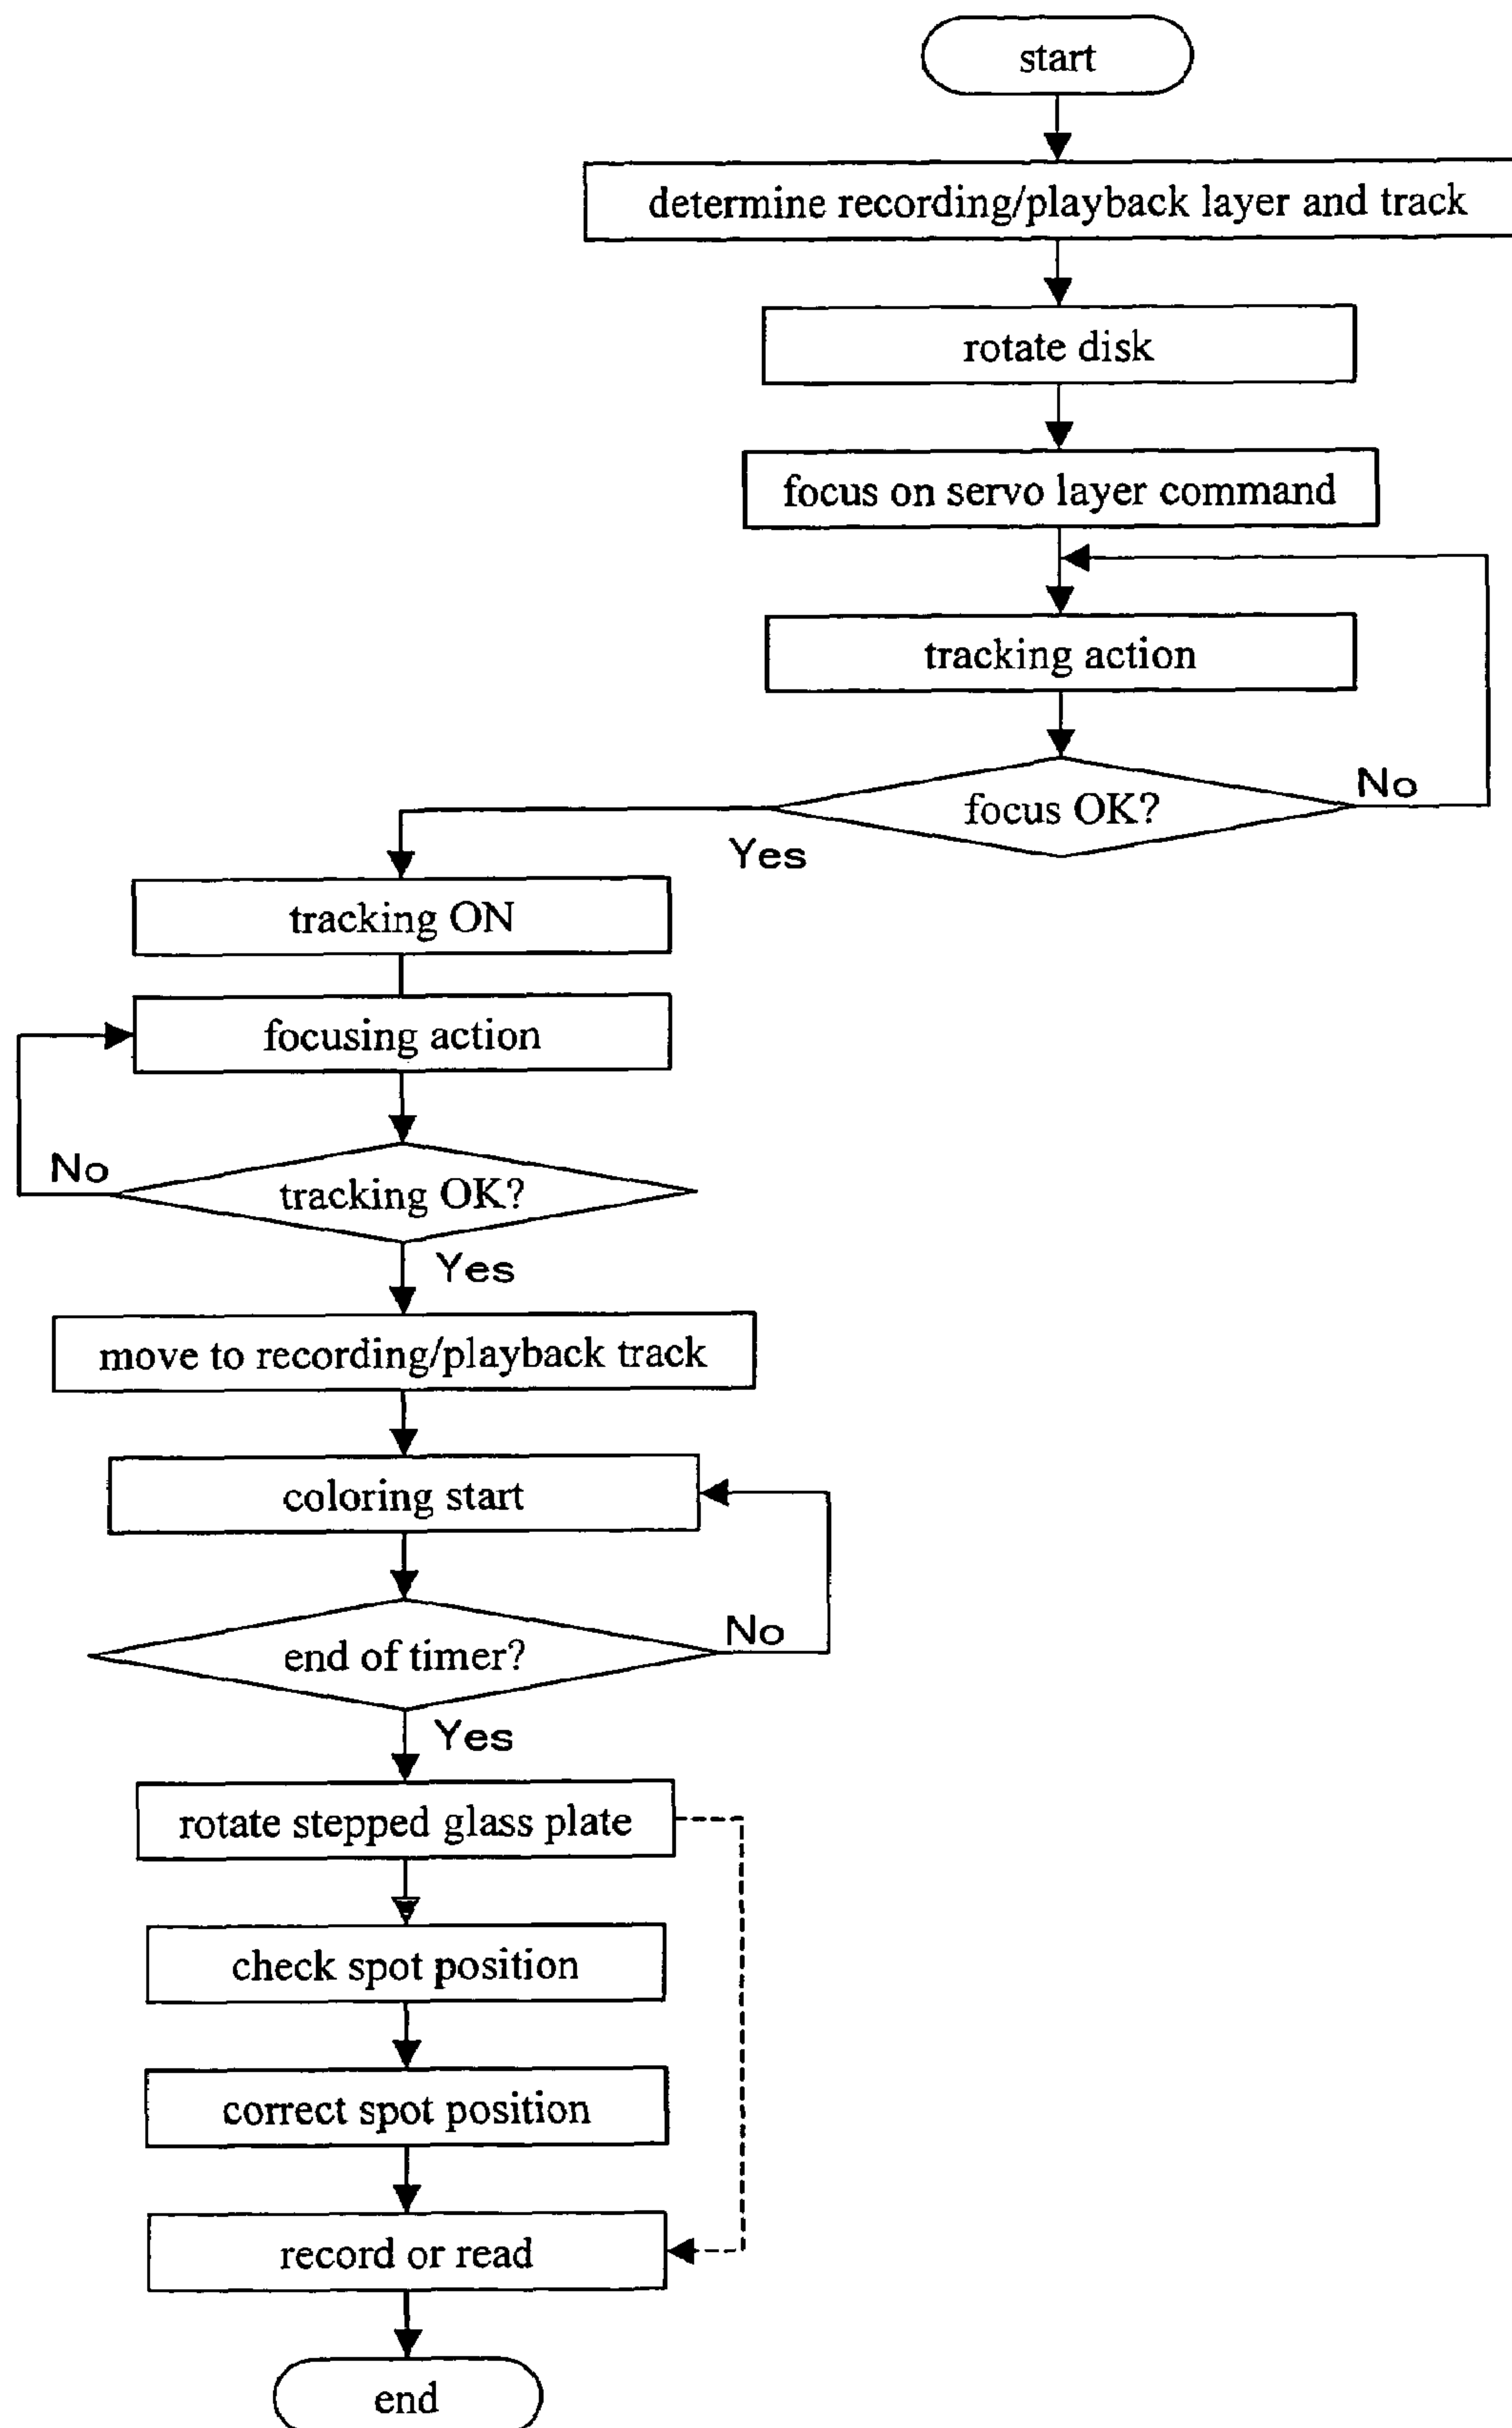 start
determine recording/playback layer and track
rotate disk
focus on servo layer command
tracking action
focus OK?
No
Yes
tracking ON
focusing action
tracking OK?
No
Yes
move to recording/playback track
coloring start
end of timer?
No
Yes
rotate stepped glass plate
check spot position
correct spot position
record or read
end